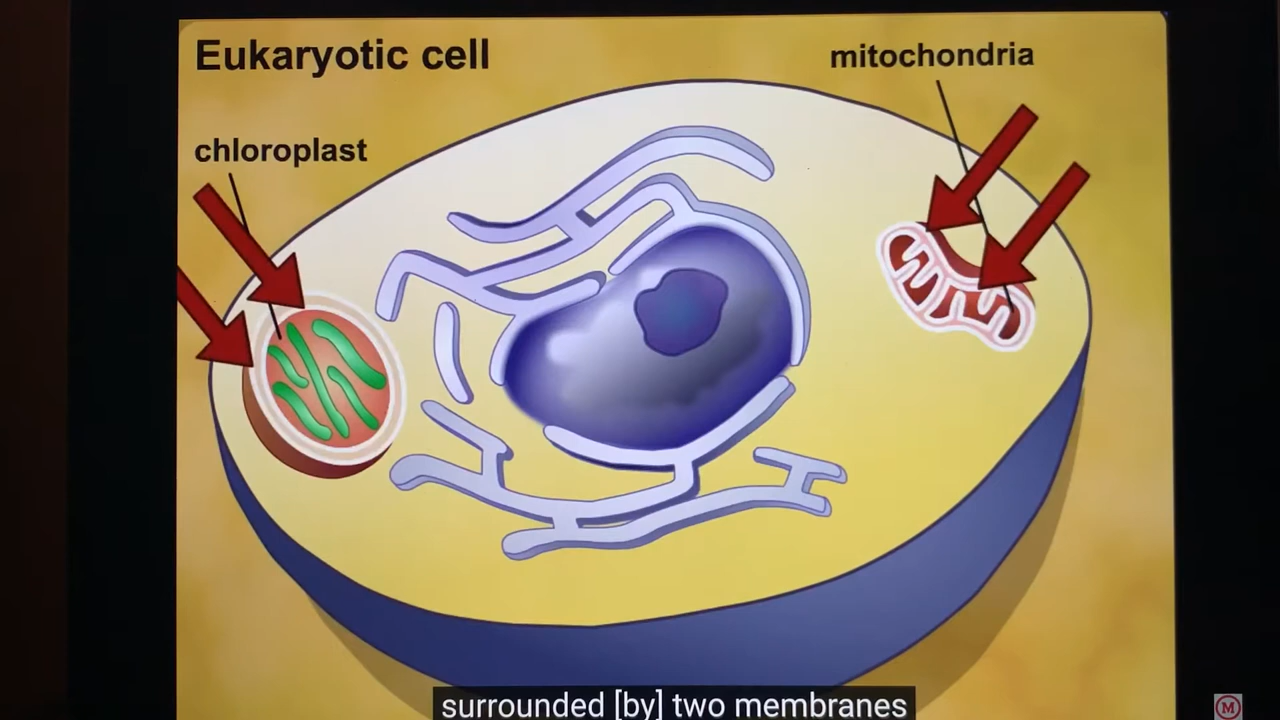 Eukaryotic cell
mitochondria
chloroplast
surrounded [by] two membranes
M